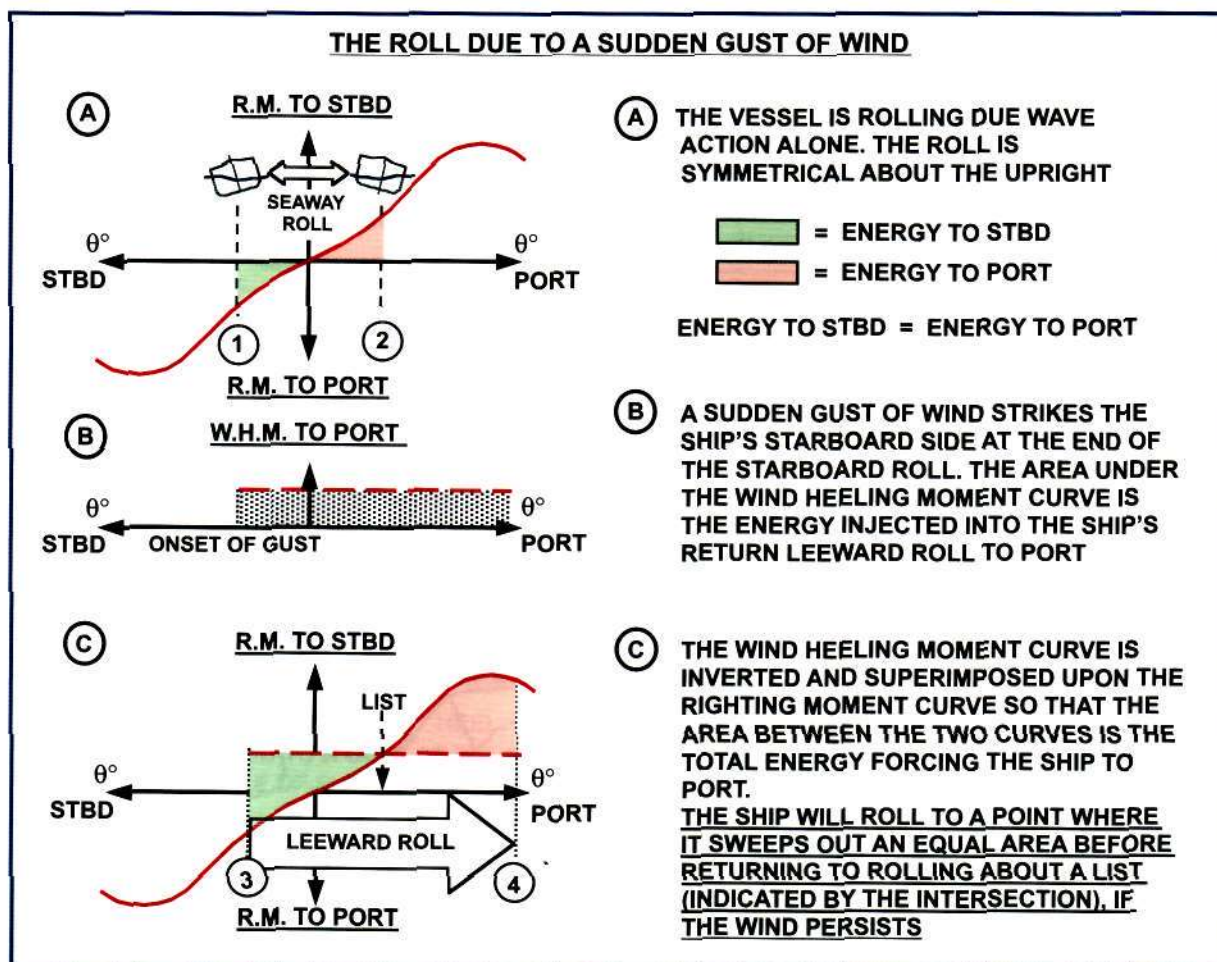 THE ROLL DUE TO A SUDDEN GUST OF WIND
A
R.M. TO STBD
SEAWAY
ROLL
θ°
STBD
θ°
PORT
1
2
R.M. TO PORT
A
THE VESSEL IS ROLLING DUE WAVE
ACTION ALONE. THE ROLL IS
SYMMETRICAL ABOUT THE UPRIGHT
= ENERGY TO STBD
= ENERGY TO PORT
ENERGY TO STBD = ENERGY TO PORT
B
W.H.M. TO PORT
θ°
STBD
ONSET OF GUST
θ°
PORT
B
A SUDDEN GUST OF WIND STRIKES THE
SHIP'S STARBOARD SIDE AT THE END OF
THE STARBOARD ROLL. THE AREA UNDER
THE WIND HEELING MOMENT CURVE IS
THE ENERGY INJECTED INTO THE SHIP'S
RETURN LEEWARD ROLL TO PORT
C
R.M. TO STBD
LIST
θ°
STBD
θ°
PORT
LEEWARD ROLL
3
4
R.M. TO PORT
C
THE WIND HEELING MOMENT CURVE IS
INVERTED AND SUPERIMPOSED UPON THE
RIGHTING MOMENT CURVE SO THAT THE
AREA BETWEEN THE TWO CURVES IS THE
TOTAL ENERGY FORCING THE SHIP TO
PORT.
THE SHIP WILL ROLL TO A POINT WHERE
IT SWEEPS OUT AN EQUAL AREA BEFORE
RETURNING TO ROLLING ABOUT A LIST
(INDICATED BY THE INTERSECTION), IF
THE WIND PERSISTS